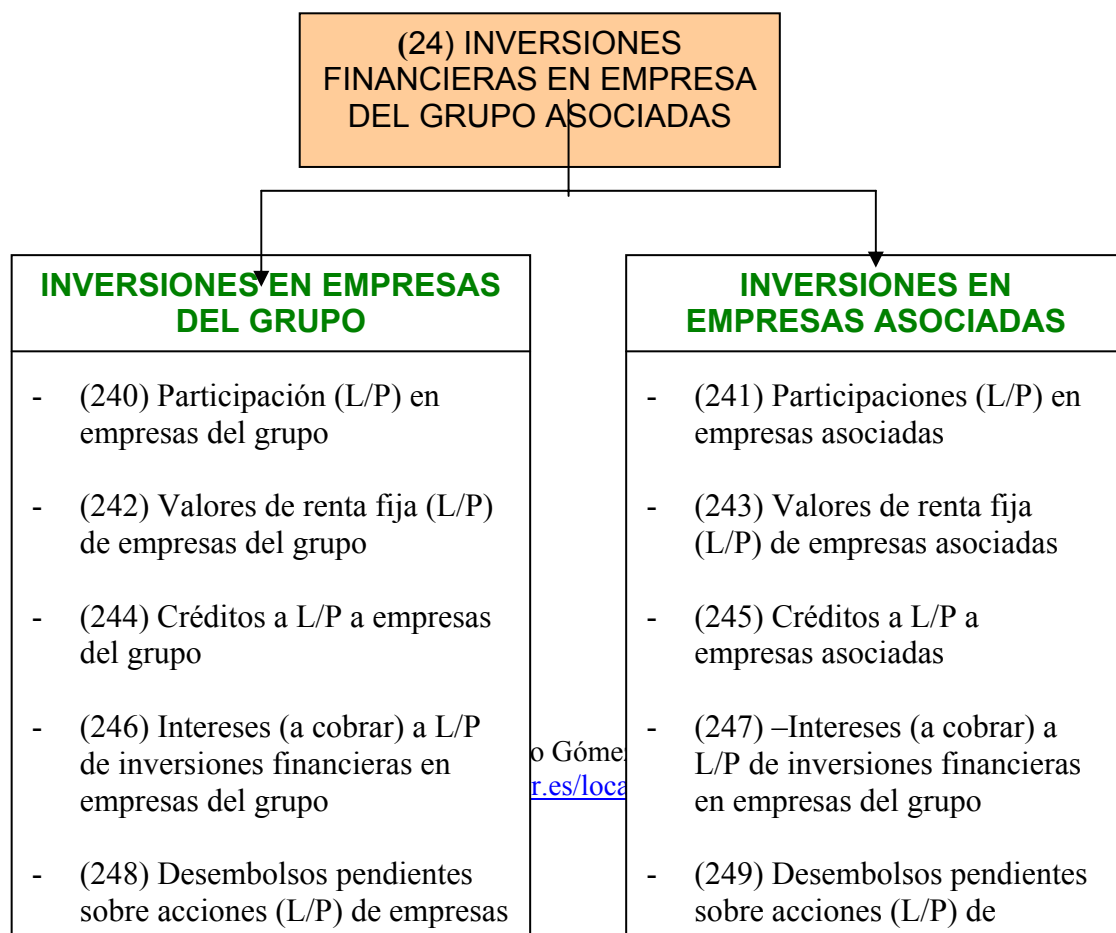 (24) INVERSIONES
FINANCIERAS EN EMPRESA
DEL GRUPO ASOCIADAS
INVERSIONES EN EMPRESAS
DEL GRUPO
- (240) Participación (L/P) en
empresas del grupo
- (242) Valores de renta fija (L/P)
de empresas del grupo
- (244) Créditos a L/P a empresas
del grupo
- (246) Intereses (a cobrar) a L/P
de inversiones financieras en
empresas del grupo
- (248) Desembolsos pendientes
sobre acciones (L/P) de empresas
o Góme
r.es/loca
INVERSIONES EN
EMPRESAS ASOCIADAS
- (241) Participaciones (L/P) en
empresas asociadas
- (243) Valores de renta fija
(L/P) de empresas asociadas
- (245) Créditos a L/P a
empresas asociadas
- (247) –Intereses (a cobrar) a
L/P de inversiones financieras
en empresas del grupo
- (249) Desembolsos pendientes
sobre acciones (L/P) de